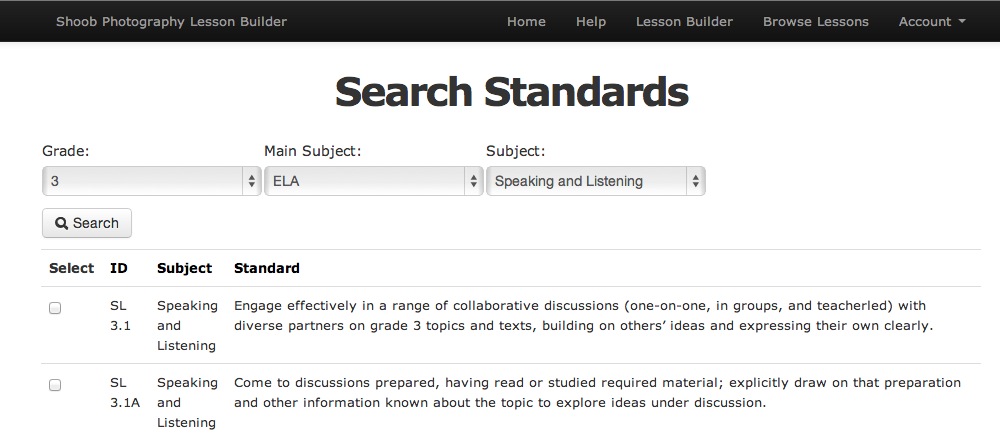 Shoob Photography Lesson Builder Home Help Lesson Builder Browse Lessons Account
Search Standards
Grade: Main Subject: Subject:
3 ELA Speaking and Listening
Search
Select ID Subject Standard
SL Speaking Engage effectively in a range of collaborative discussions (one-on-one, in groups, and teacherled) with
3.1 and diverse partners on grade 3 topics and texts, building on others’ ideas and expressing their own clearly.
Listening
SL Speaking Come to discussions prepared, having read or studied required material; explicitly draw on that preparation
3.1A and and other information known about the topic to explore ideas under discussion.
Listening